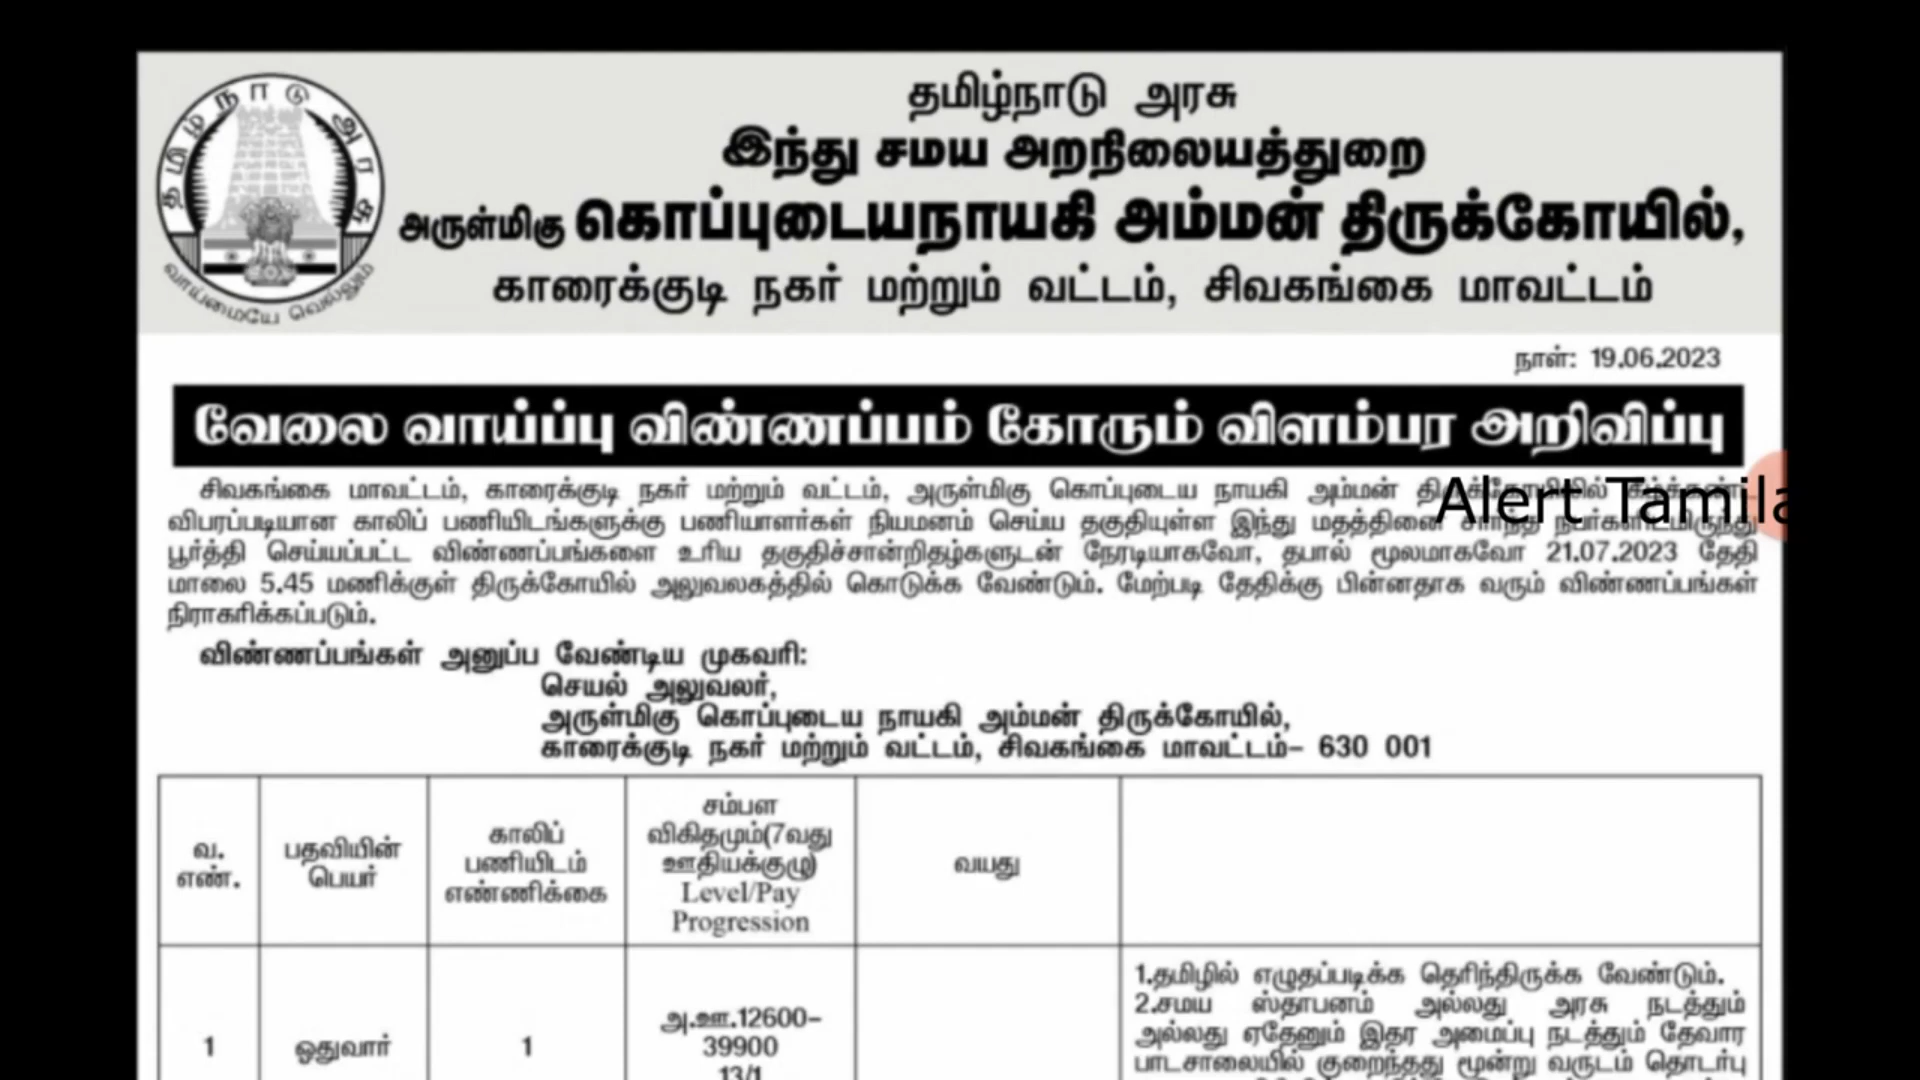 தமிழ்நாடு அரசு
வாய்மையே வெல்லும்
தமிழ்நாடு அரசு
இந்து சமய அறநிலையத்துறை
அருள்மிகு கொப்புடையநாயகி அம்மன் திருக்கோயில்,
காரைக்குடி நகர் மற்றும் வட்டம், சிவகங்கை மாவட்டம்
நாள்: 19.06.2023
வேலை வாய்ப்பு விண்ணப்பம் கோரும் விளம்பர அறிவிப்பு
சிவகங்கை மாவட்டம், காரைக்குடி நகர் மற்றும் வட்டம், அருள்மிகு கொப்புடைய நாயகி அம்மன்
விபரப்படியான காலிப் பணியிடங்களுக்கு பணியாளர்கள் நியமனம் செய்ய தகுதியுள்ள இந்து மதத்தினை
Alert Tamila
பூர்த்தி செய்யப்பட்ட விண்ணப்பங்களை உரிய தகுதிச்சான்றிதழ்களுடன் நேரடியாகவோ, தபால் மூலமாகவோ 21.07.2023 தேதி
மாலை 5.45 மணிக்குள் திருக்கோயில் அலுவலகத்தில் கொடுக்க வேண்டும். மேற்படி தேதிக்கு பின்னதாக வரும் விண்ணப்பங்கள்
நிராகரிக்கப்படும்.
விண்ணப்பங்கள் அனுப்ப வேண்டிய முகவரி:
செயல் அலுவலர்,
அருள்மிகு கொப்புடைய நாயகி அம்மன் திருக்கோயில்,
காரைக்குடி நகர் மற்றும் வட்டம், சிவகங்கை மாவட்டம்– 630 001
வ.
எண்.
பதவியின்
பெயர்
காலிப்
பணியிடம்
எண்ணிக்கை
சம்பள
விகிதமும்(7வது
ஊதியக்குழு)
Level/Pay
Progression
வயது
1
ஓதுவார்
1
அ.ஊ.12600–
39900
13/1
1.தமிழில் எழுதப்படிக்க தெரிந்திருக்க வேண்டும்.
2.சமய ஸ்தாபனம் அல்லது அரசு நடத்தும்
அல்லது ஏதேனும் இதர அமைப்பு நடத்தும் தேவார
பாடசாலையில் குறைந்தது மூன்று வருடம் தொடர்பு